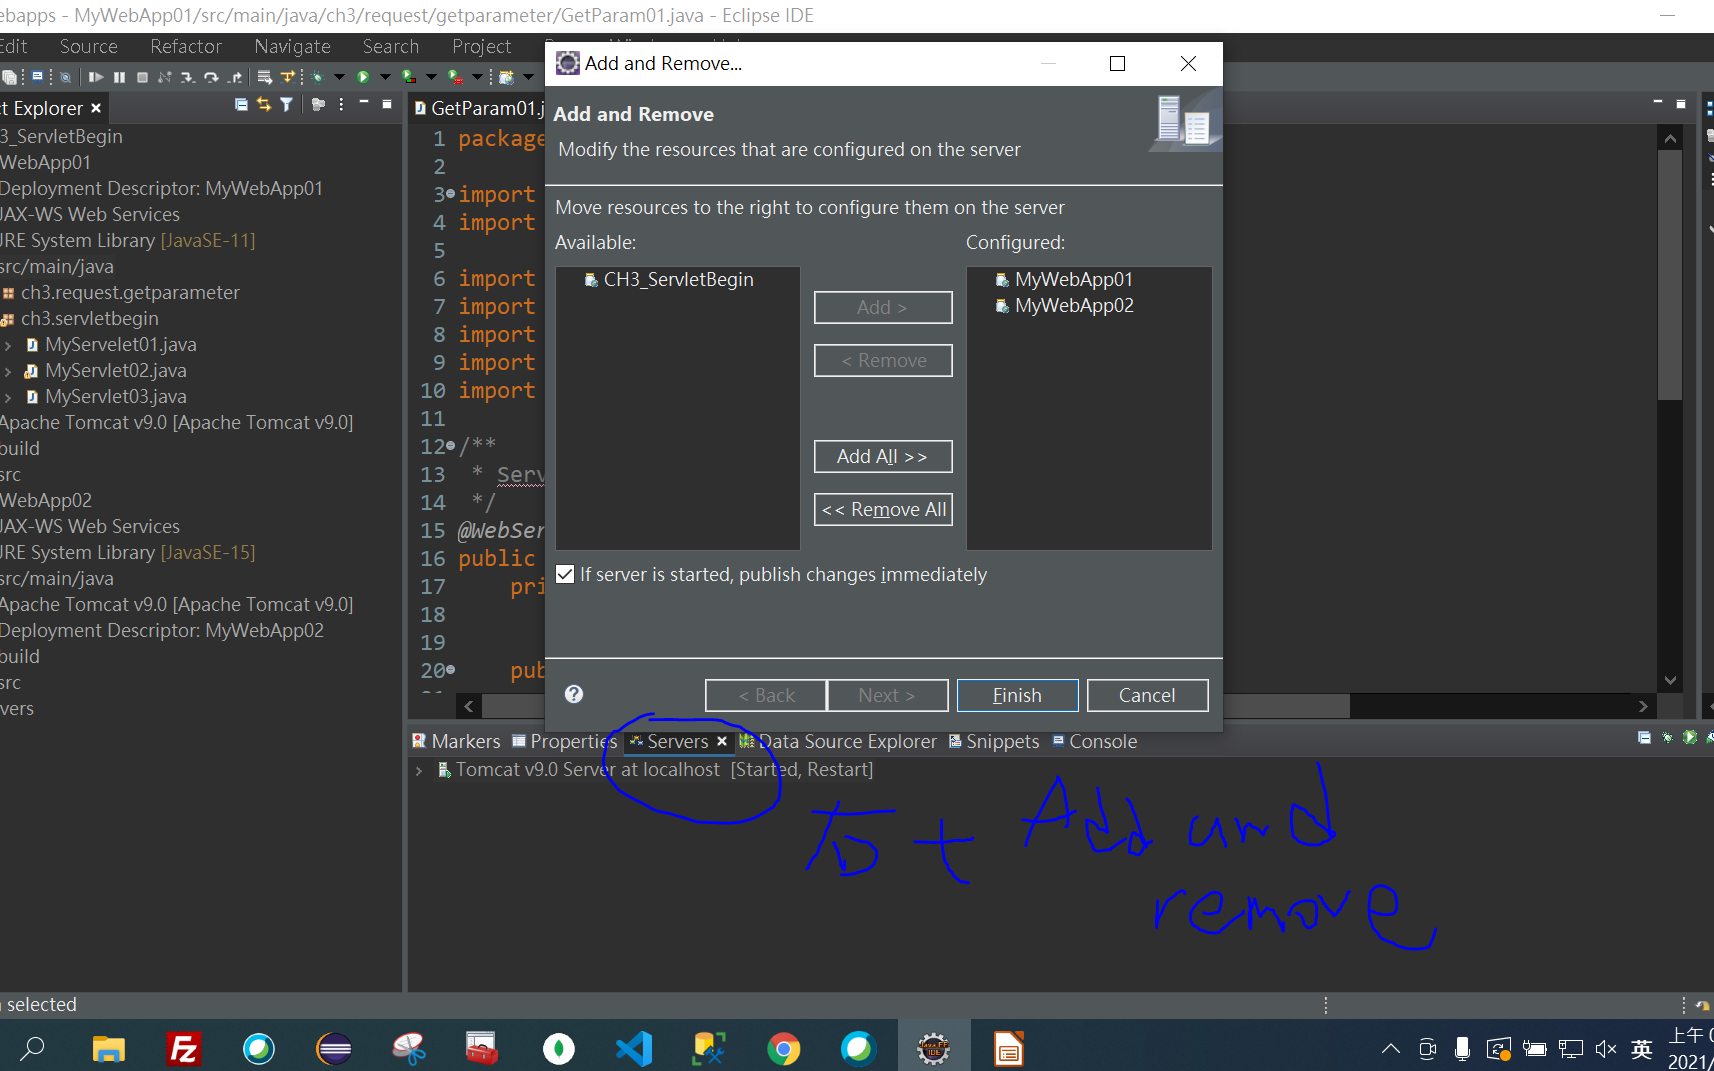 ebapps - MyWebApp01/src/main/java/ch3/request/getparameter/GetParam01.java - Eclipse IDE
Edit Source Refactor Navigate Search Project
Add and Remove...
Add and Remove
Modify the resources that are configured on the server
Move resources to the right to configure them on the server
Available:
CH3_ServletBegin
Add >
< Remove
Add All >>
<< Remove All
Configured:
MyWebApp01
MyWebApp02
If server is started, publish changes immediately
< Back
Next >
Finish
Cancel
t Explorer
3_ServletBegin
WebApp01
Deployment Descriptor: MyWebApp01
JAX-WS Web Services
JRE System Library [JavaSE-11]
src/main/java
ch3.request.getparameter
ch3.servletbegin
MyServelet01.java
MyServlet02.java
MyServlet03.java
Apache Tomcat v9.0 [Apache Tomcat v9.0]
build
src
WebApp02
JAX-WS Web Services
JRE System Library [JavaSE-15]
src/main/java
Apache Tomcat v9.0 [Apache Tomcat v9.0]
Deployment Descriptor: MyWebApp02
build
src
vers
GetParam01.j
1 package
2
3 import
4 import
5
6 import
7 import
8 import
9 import
10 import
11
12 /**
13 * Serv
14 */
15 @WebSer
16 public
17 pri
18
19
20 pub
Markers Properties Servers Data Source Explorer Snippets Console
Tomcat v9.0 Server at localhost [Started, Restart]
右+ Add and
remove
selected
英
上午 0
2021/